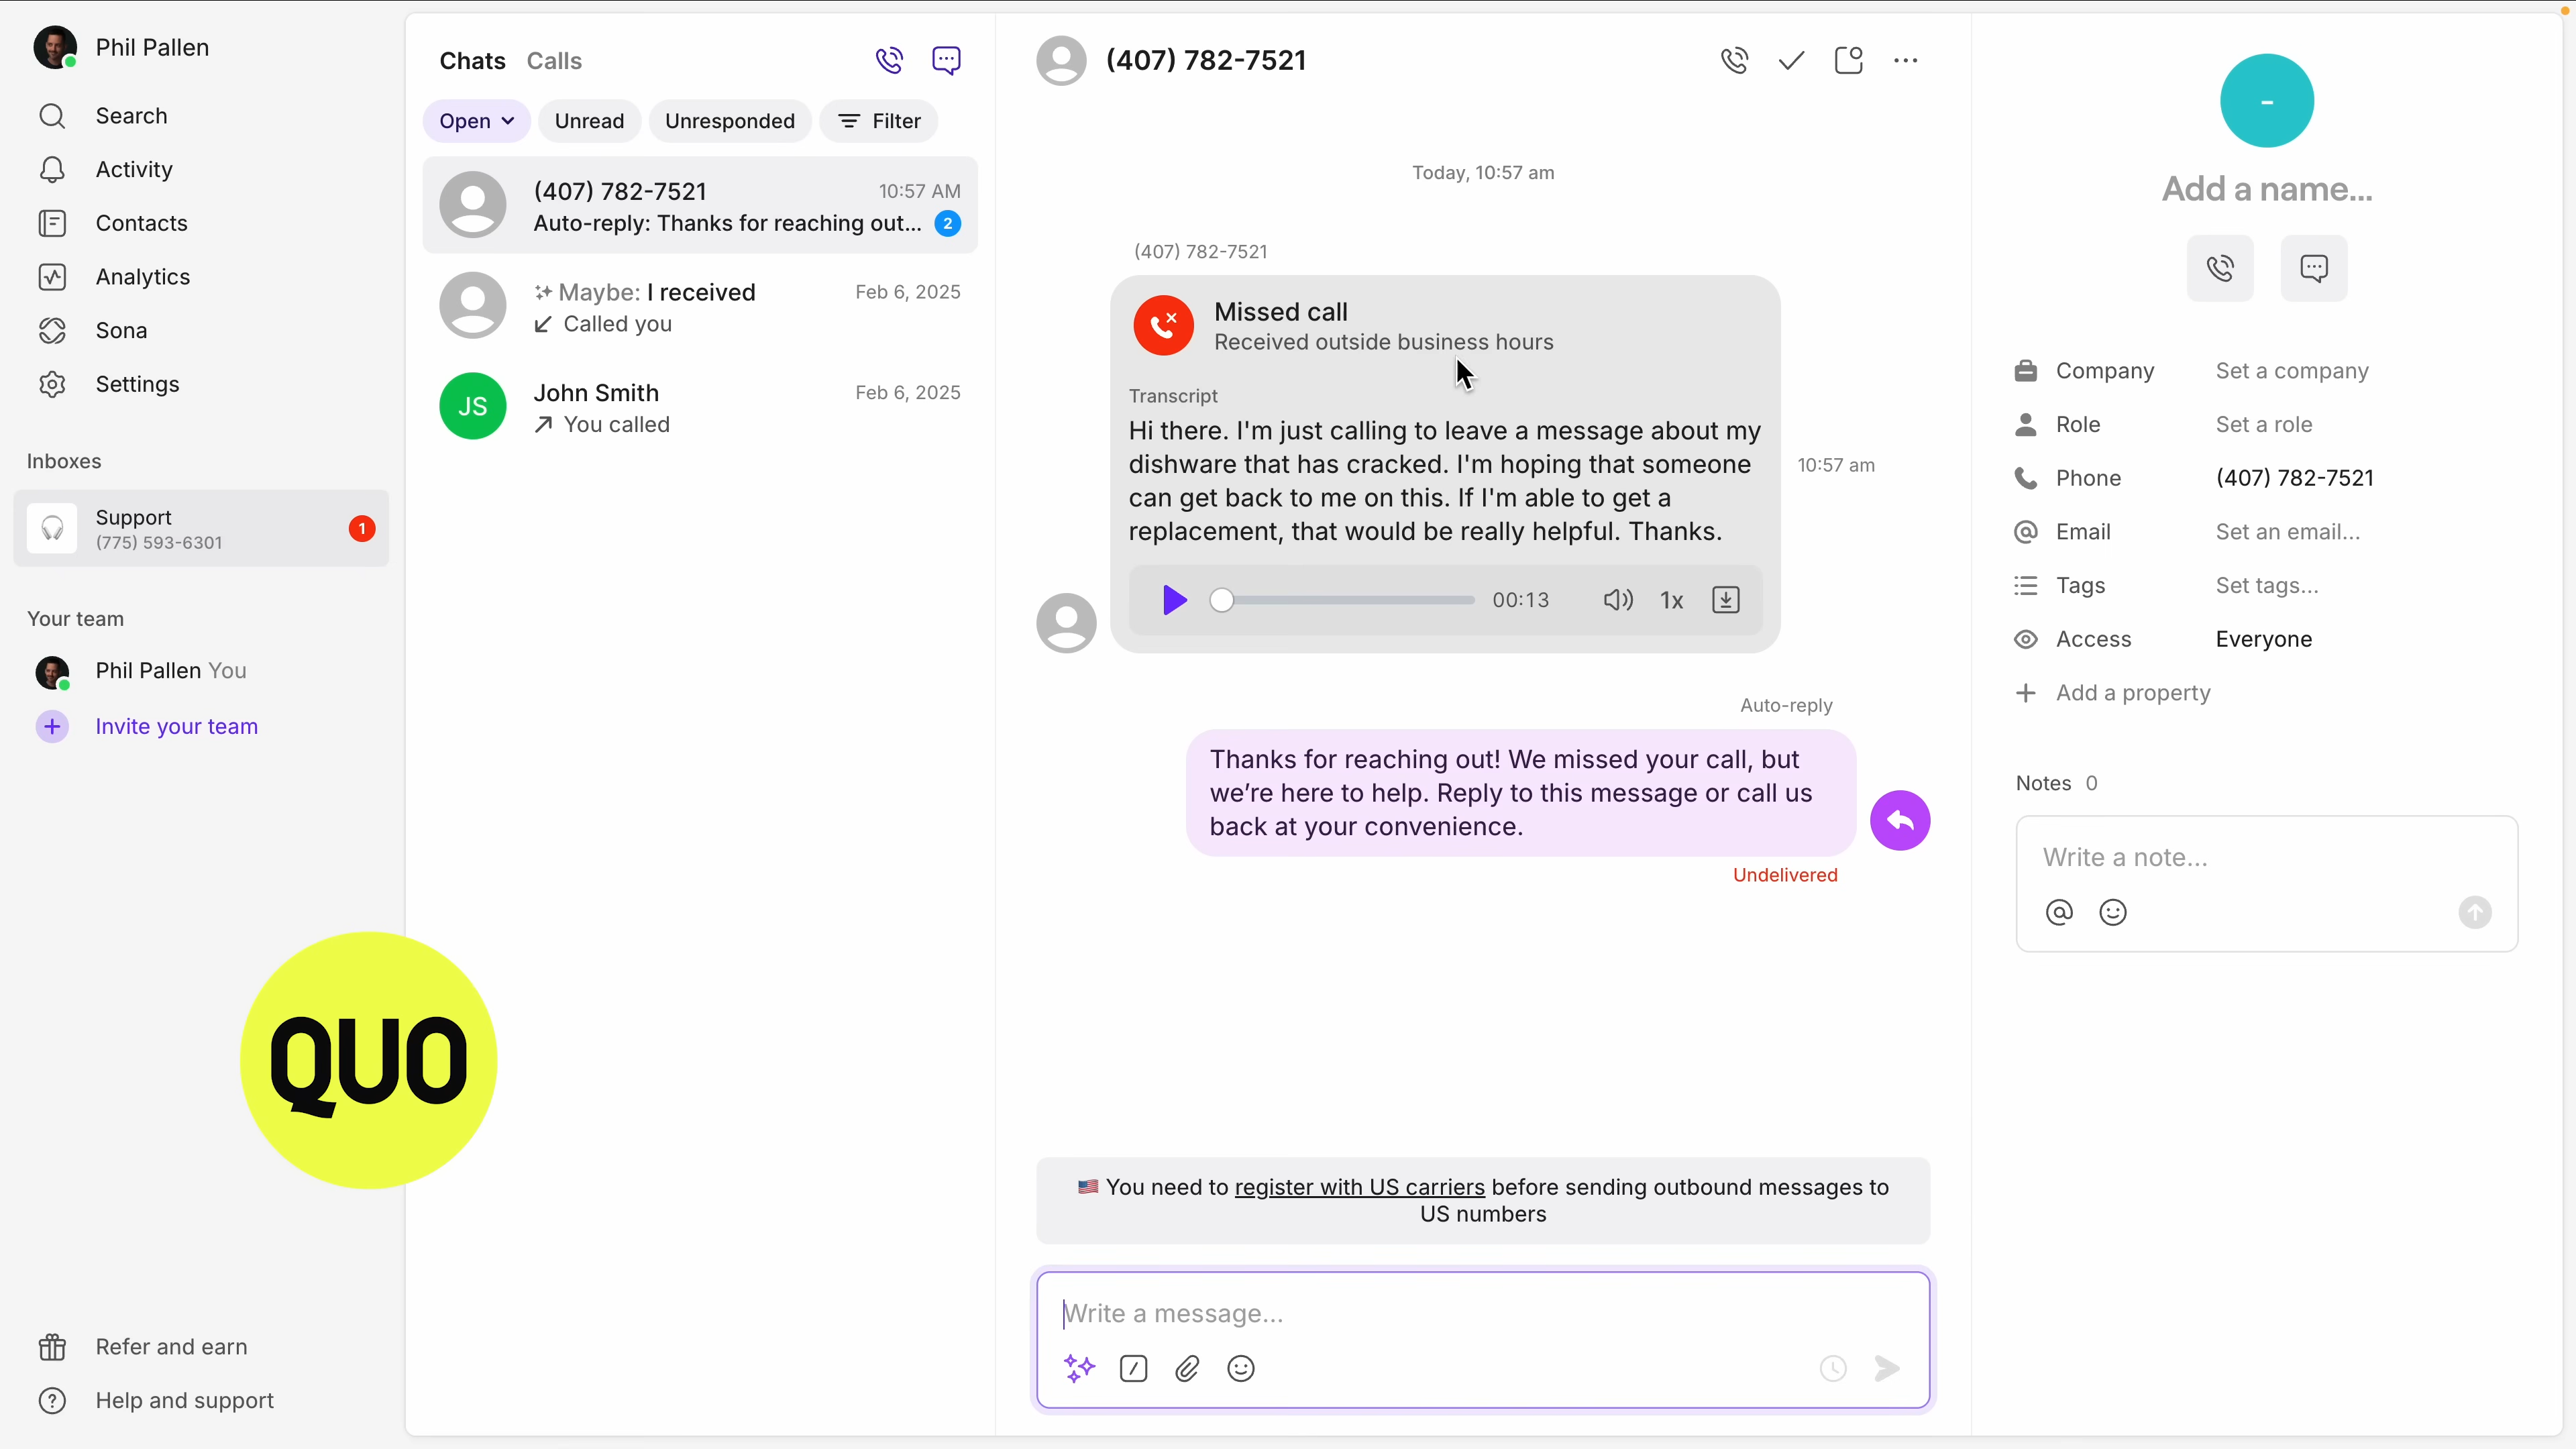 Phil Pallen
Search
Activity
Contacts
Analytics
Sona
Settings
Inboxes
Support
(775) 593-6301
1
Your team
Phil Pallen You
Invite your team
QUO
Refer and earn
Help and support
Chats Calls
Open Unread Unresponded Filter
(407) 782-7521 10:57 AM
Auto-reply: Thanks for reaching out... 2
Maybe: I received Feb 6, 2025
Called you
JS
John Smith Feb 6, 2025
You called
(407) 782-7521
Today, 10:57 am
(407) 782-7521
Missed call
Received outside business hours
Transcript
Hi there. I'm just calling to leave a message about my
dishware that has cracked. I'm hoping that someone
can get back to me on this. If I'm able to get a
replacement, that would be really helpful. Thanks.
10:57 am
00:13 1x
Auto-reply
Thanks for reaching out! We missed your call, but
we’re here to help. Reply to this message or call us
back at your convenience.
Undelivered
🇺🇸 You need to register with US carriers before sending outbound messages to
US numbers
Write a message...
-
Add a name...
Company Set a company
Role Set a role
Phone (407) 782-7521
Email Set an email...
Tags Set tags...
Access Everyone
Add a property
Notes 0
Write a note...